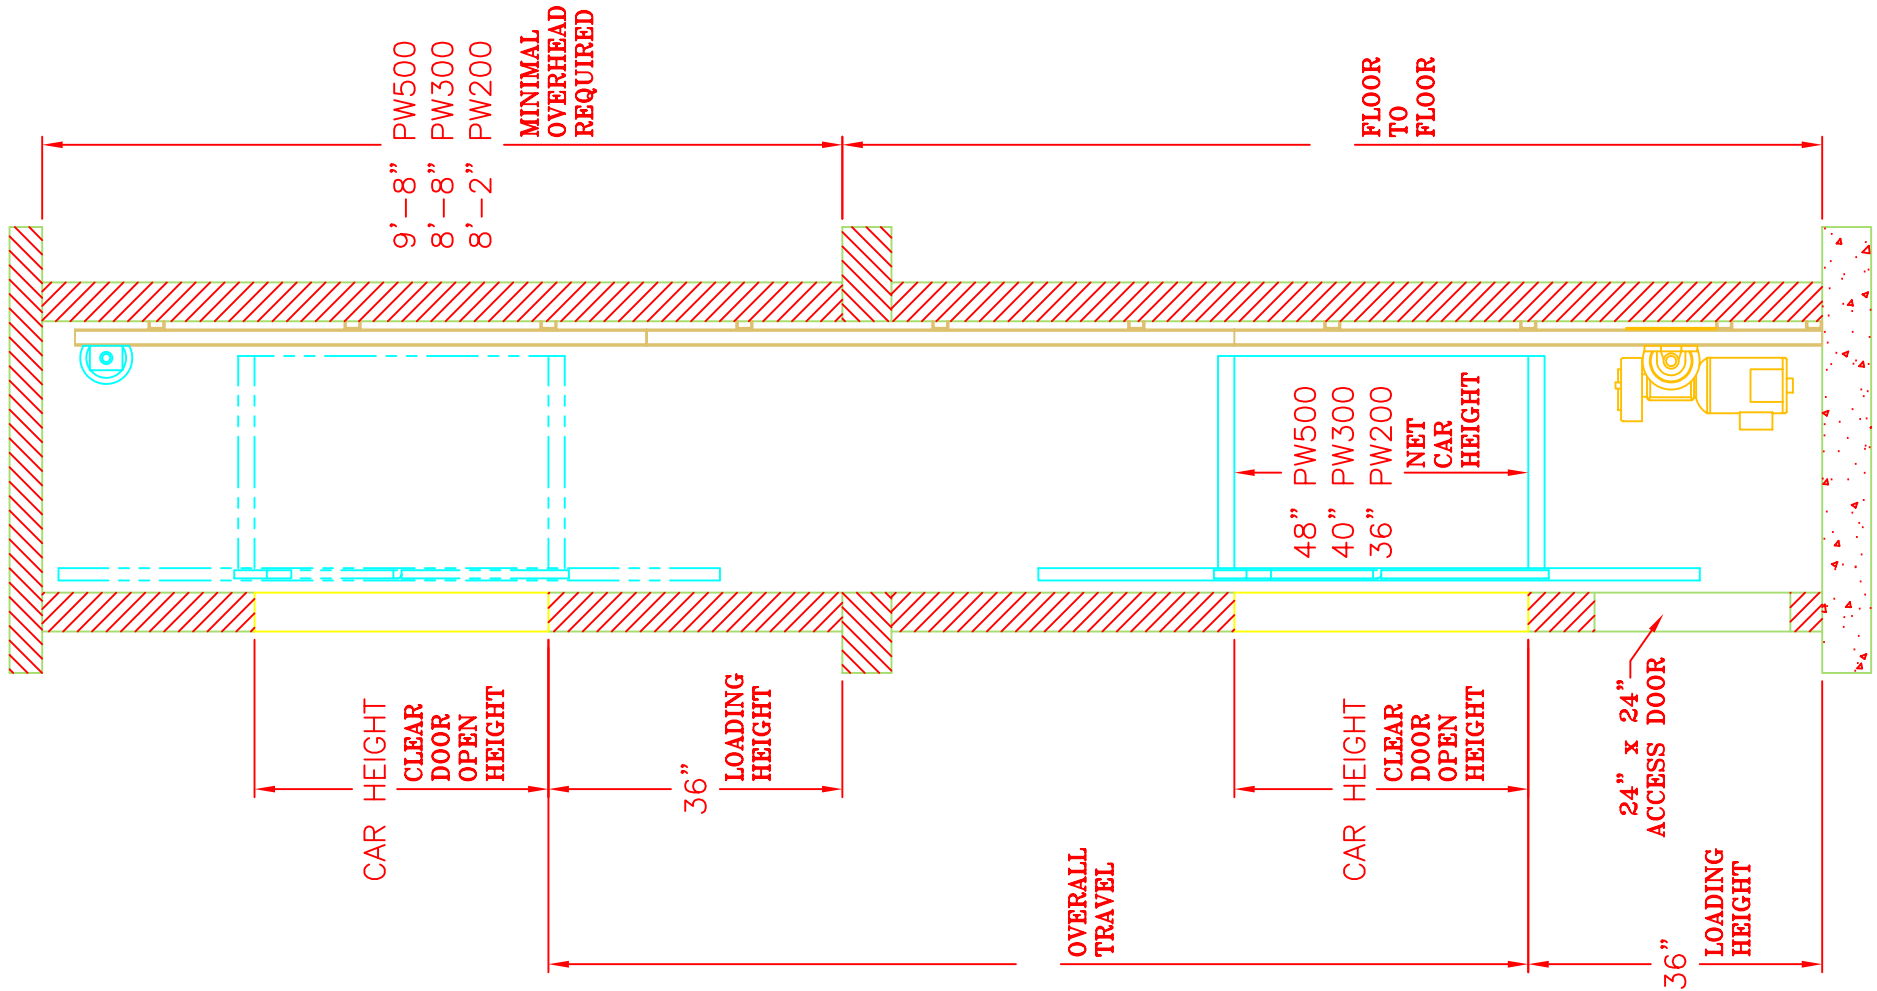 9'-8" PW500
8'-8" PW300
8'-2" PW200
MINIMAL
OVERHEAD
REQUIRED
FLOOR
TO
FLOOR
48" PW500
40" PW300
36" PW200
NET
CAR
HEIGHT
CAR HEIGHT
CLEAR
DOOR
OPEN
HEIGHT
36"
LOADING
HEIGHT
CAR HEIGHT
CLEAR
DOOR
OPEN
HEIGHT
24" x 24"
ACCESS DOOR
OVERALL
TRAVEL
36"
LOADING
HEIGHT